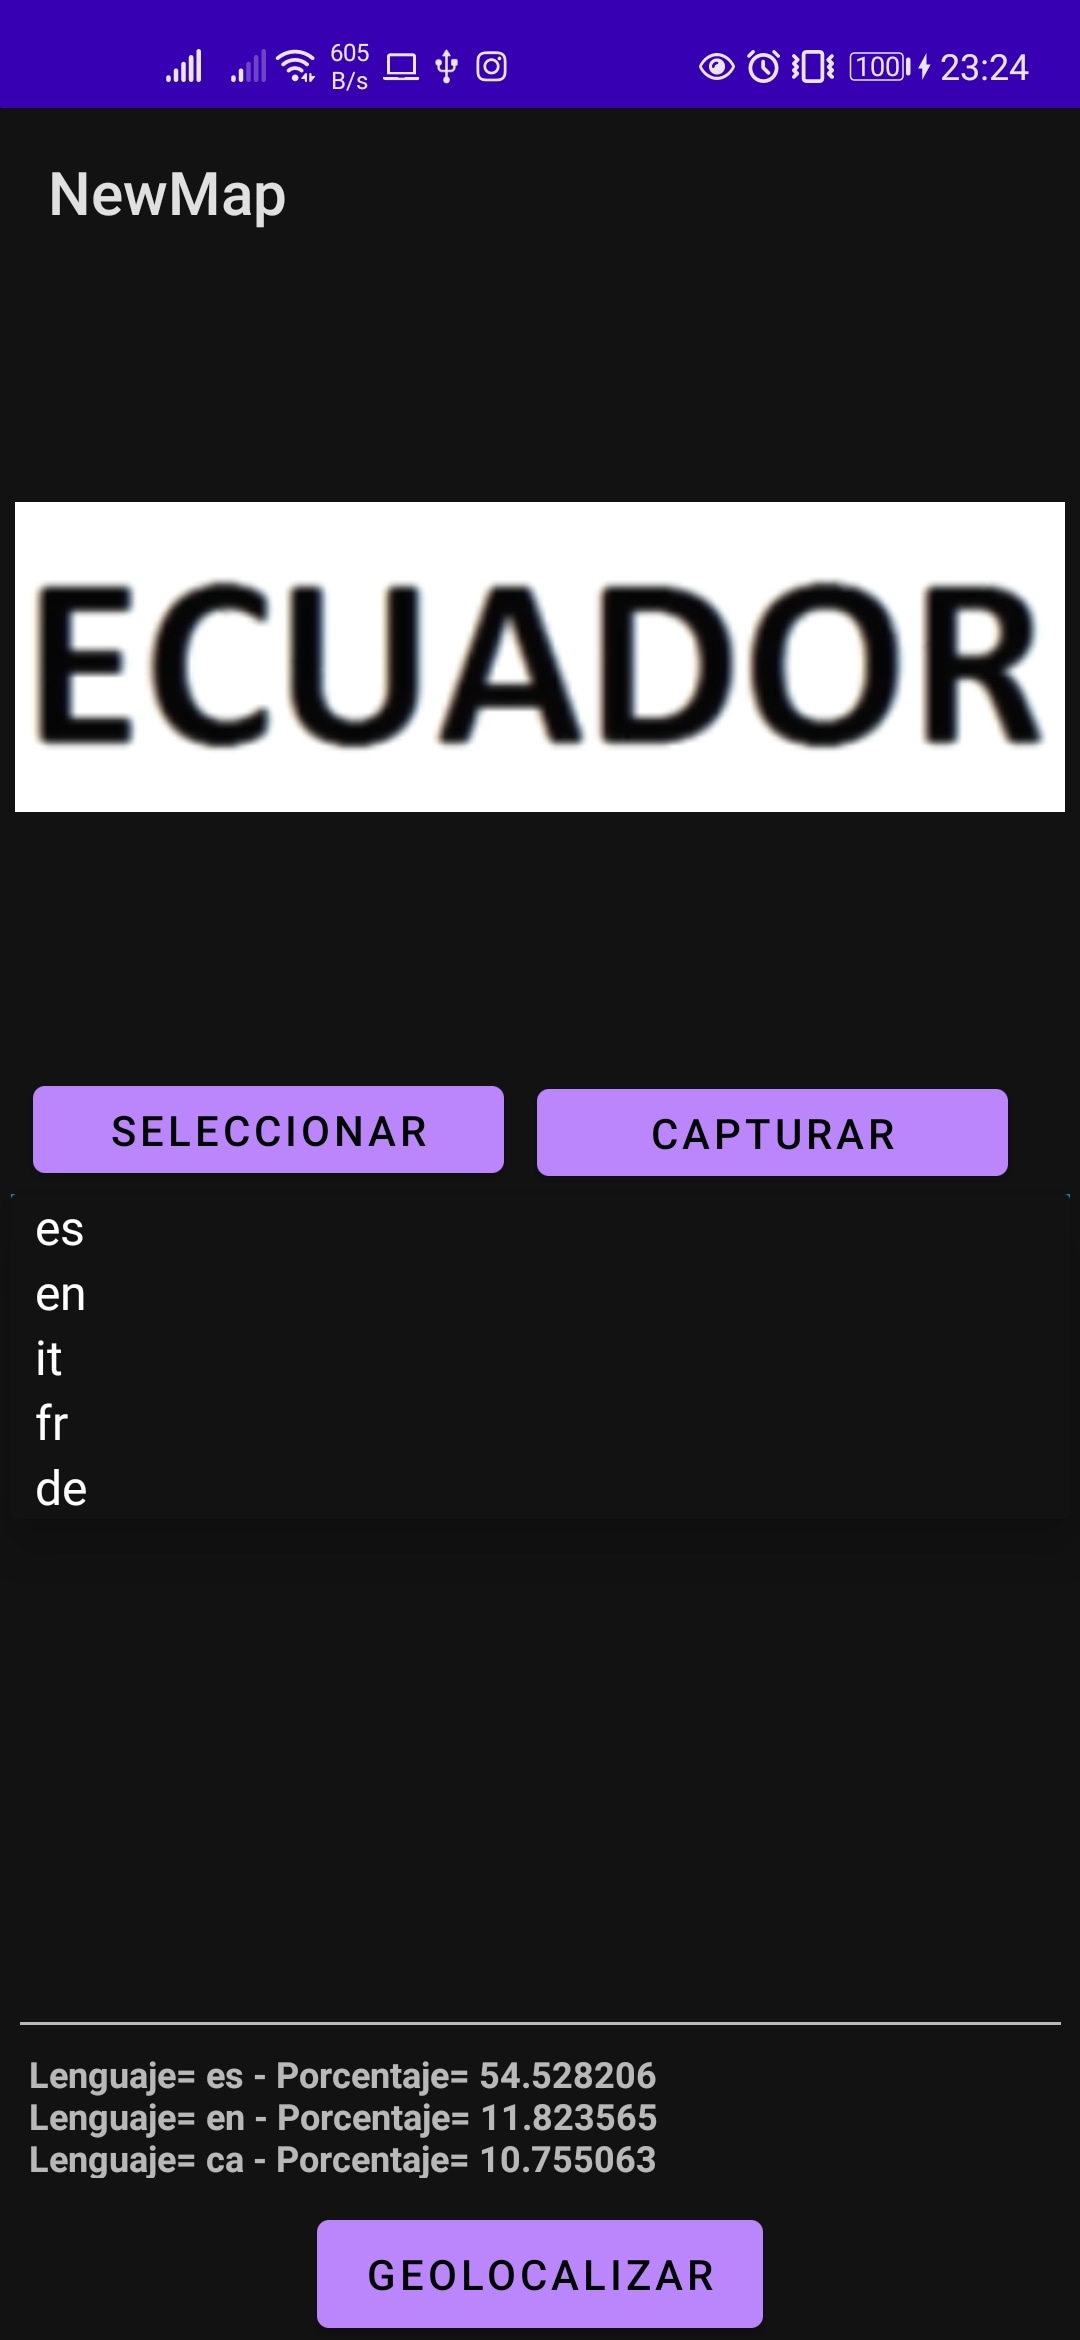 605
B/s
100
23:24
NewMap
ECUADOR
SELECCIONAR
CAPTURAR
es
en
it
fr
de
Lenguaje= es - Porcentaje= 54.528206
Lenguaje= en - Porcentaje= 11.823565
Lenguaje= ca - Porcentaje= 10.755063
GEOLOCALIZAR